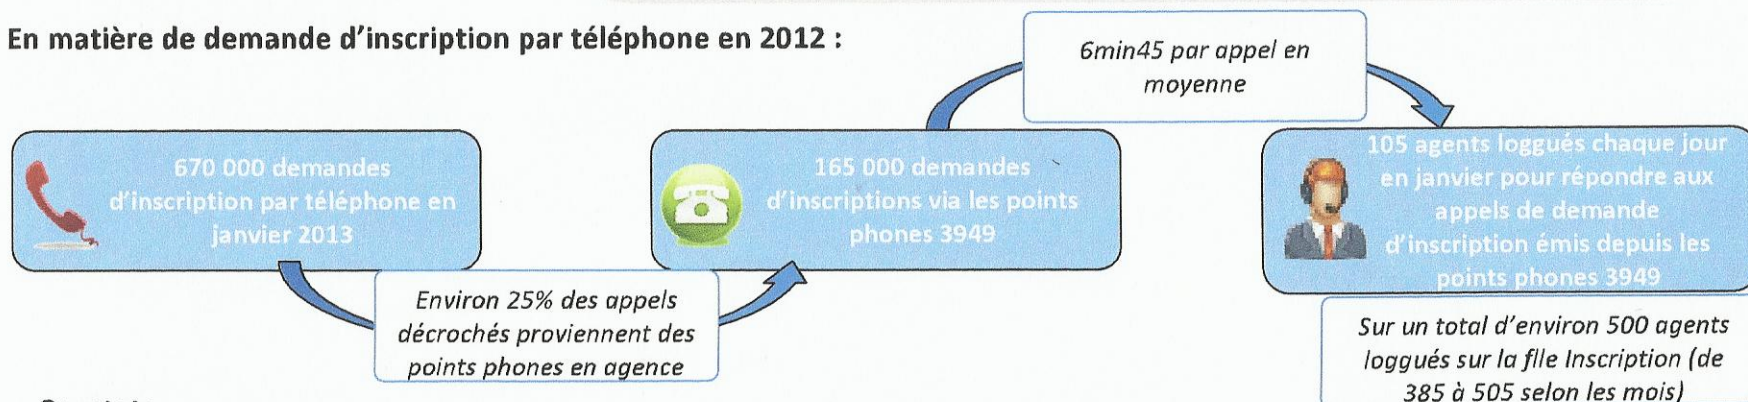 En matière de demande d'inscription par téléphone en 2012 :
670 000 demandes
d'inscription par téléphone en
janvier 2013
Environ 25% des appels
décrochés proviennent des
points phones en agence
165 000 demandes
d'inscriptions via les points
phones 3949
6min45 par appel en
moyenne
105 agents loggués chaque jour
en janvier pour répondre aux
appels de demande
d'inscription émis depuis les
points phones 3949
Sur un total d'environ 500 agents
loggués sur la file Inscription (de
385 à 505 selon les mois)